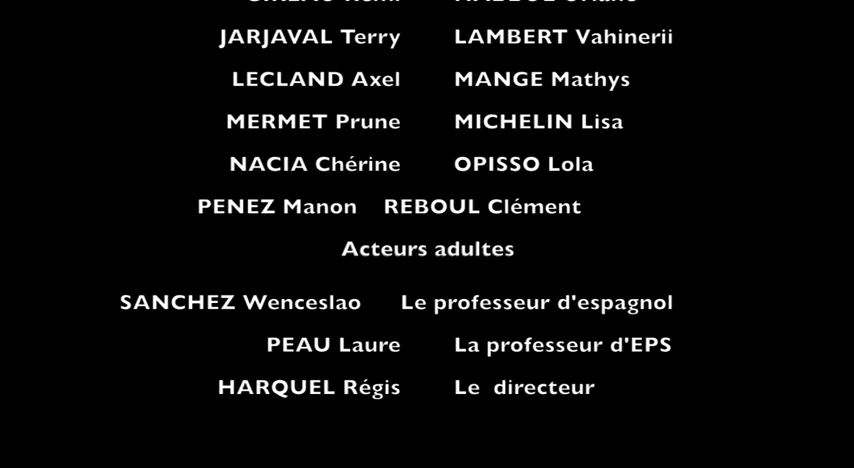 JARJAVAL Terry LAMBERT Vahinerii
LECLAND Axel MANGE Mathys
MERMET Prune MICHELIN Lisa
NACIA Chérine OPISSO Lola
PENEZ Manon REBOUL Clément
Acteurs adultes
SANCHEZ Wenceslao Le professeur d'espagnol
PEAU Laure La professeur d'EPS
HARQUEL Régis Le directeur